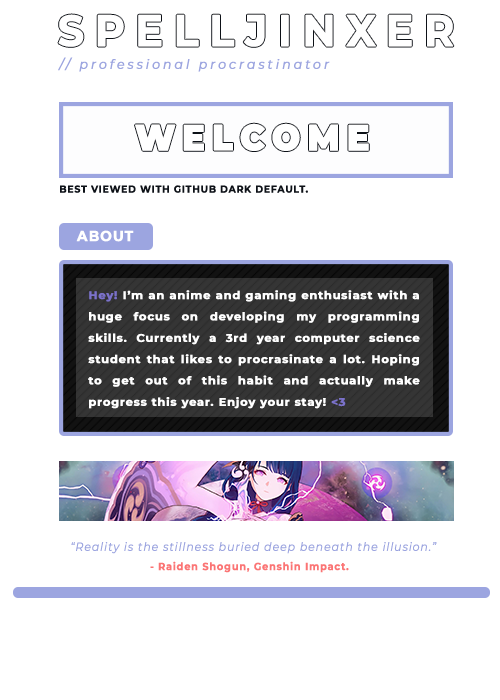 SPELLJINXER
// professional procrastinator
WELCOME
BEST VIEWED WITH GITHUB DARK DEFAULT.
ABOUT
Hey! I'm an anime and gaming enthusiast with a
huge focus on developing my programming
skills. Currently a 3rd year computer science
student that likes to procrasinate a lot. Hoping
to get out of this habit and actually make
progress this year. Enjoy your stay! <3
“Reality is the stillness buried deep beneath the illusion.”
- Raiden Shogun, Genshin Impact.